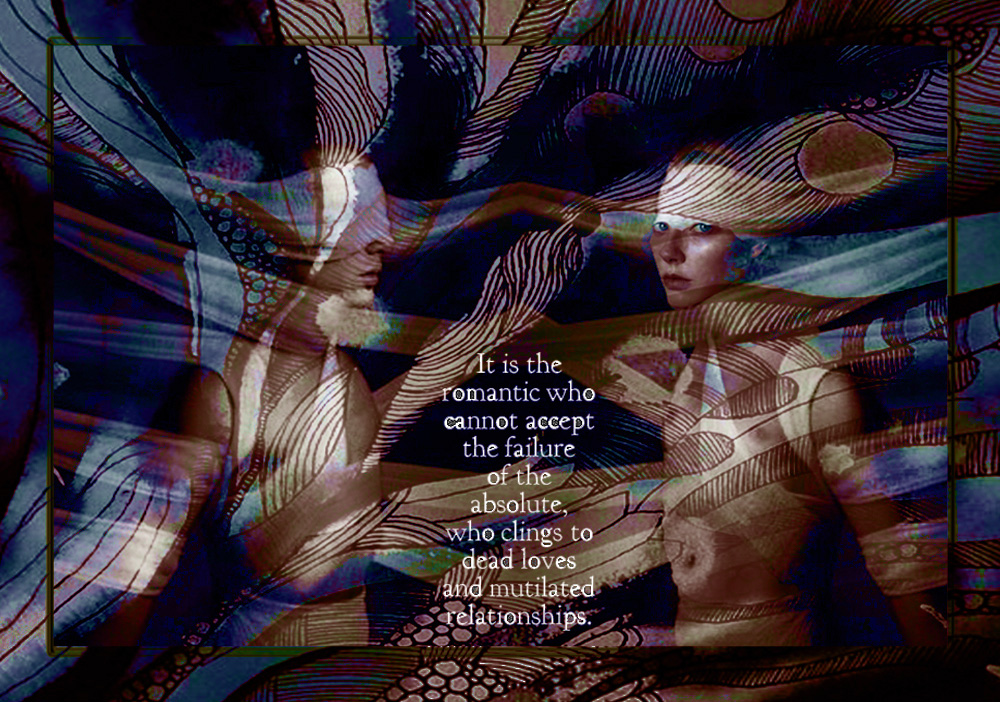 It is the
romantic who
cannot accept
the failure
of the
absolute,
who clings to
dead loves
and mutilated
relationships.